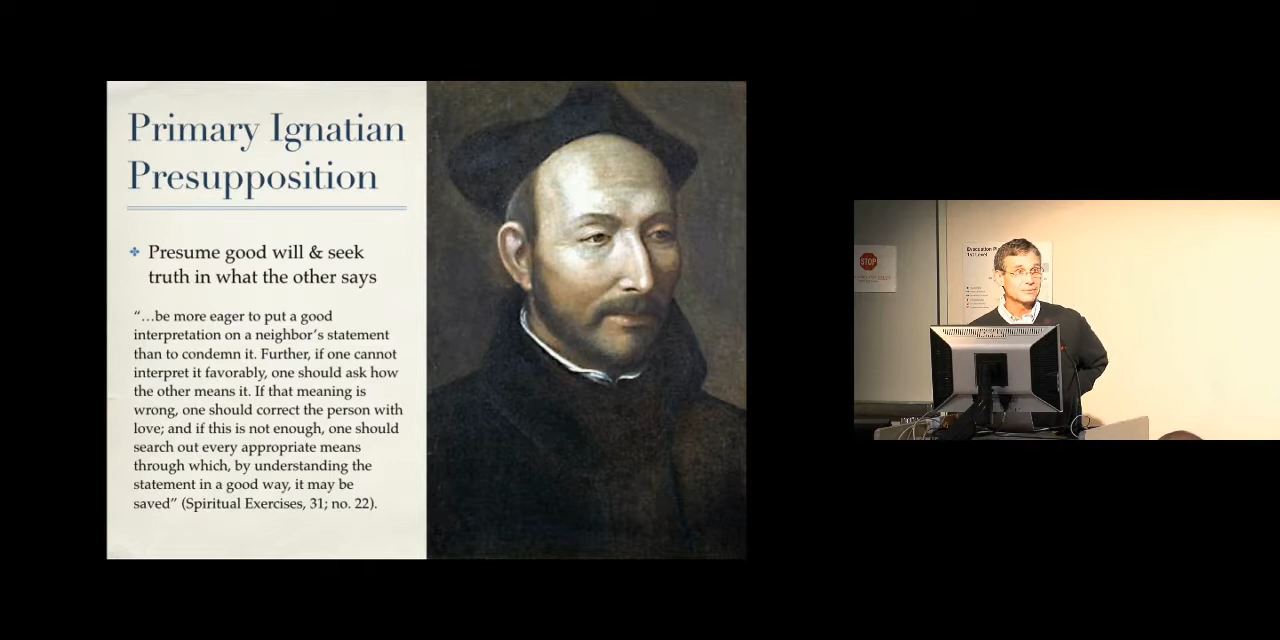 Primary Ignatian
Presupposition
Presume good will & seek
truth in what the other says
“…be more eager to put a good
interpretation on a neighbor’s statement
than to condemn it. Further, if one cannot
interpret it favorably, one should ask how
the other means it. If that meaning is
wrong, one should correct the person with
love; and if this is not enough, one should
search out every appropriate means
through which, by understanding the
statement in a good way, it may be
saved” (Spiritual Exercises, 31; no. 22).
STOP
Evacuation
1st Level